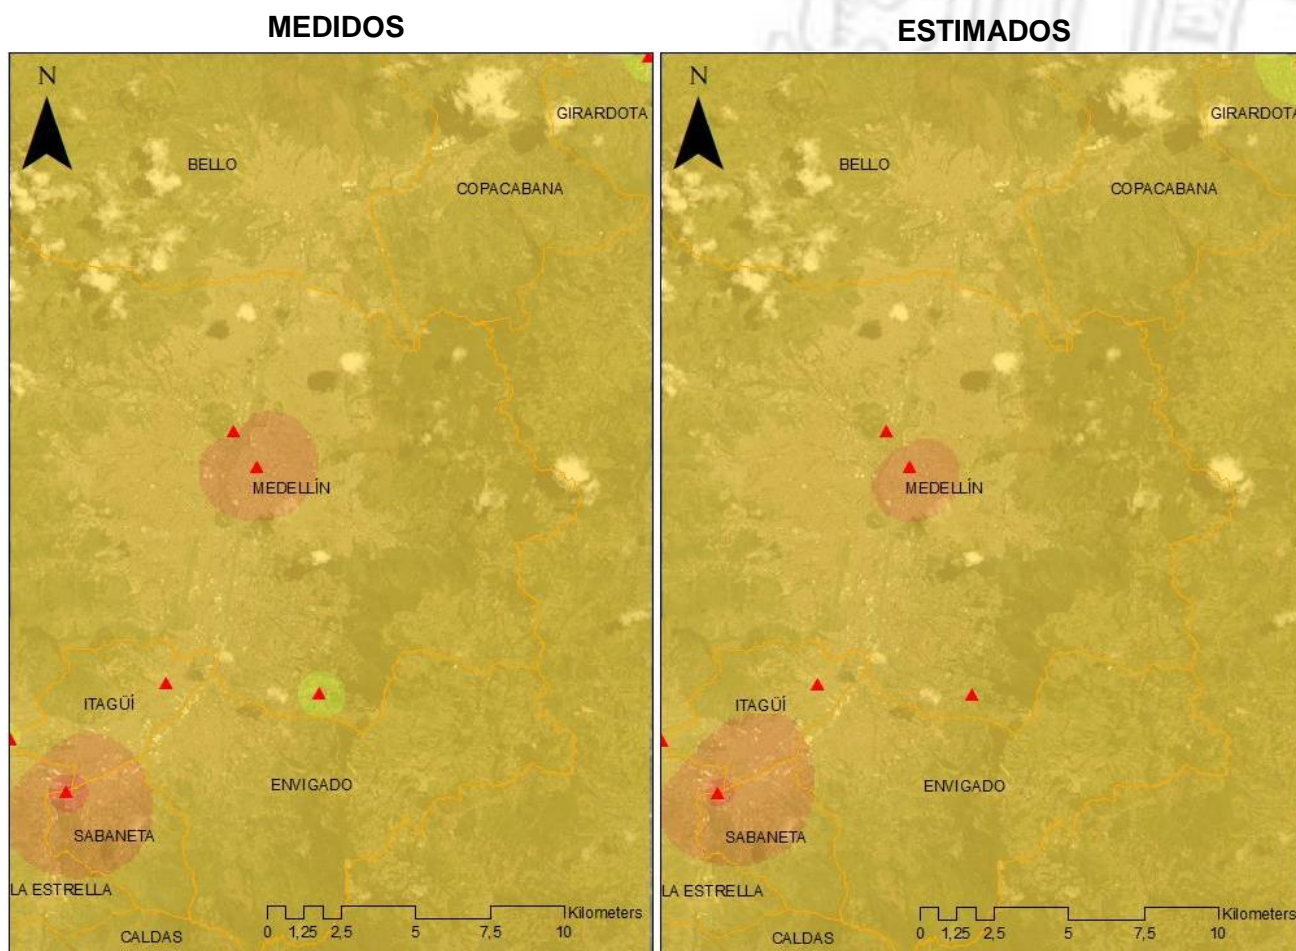 MEDIDOS
ESTIMADOS
N
GIRARDOTA
BELLO
COPACABANA
MEDELLÍN
ITAGÜÍ
ENVIGADO
SABANETA
LA ESTRELLA
CALDAS
0 1,25 2,5 5 7,5 10 Kilometers
N
GIRARDOTA
BELLO
COPACABANA
MEDELLÍN
ITAGÜÍ
ENVIGADO
SABANETA
LA ESTRELLA
CALDAS
0 1,25 2,5 5 7,5 10 Kilometers